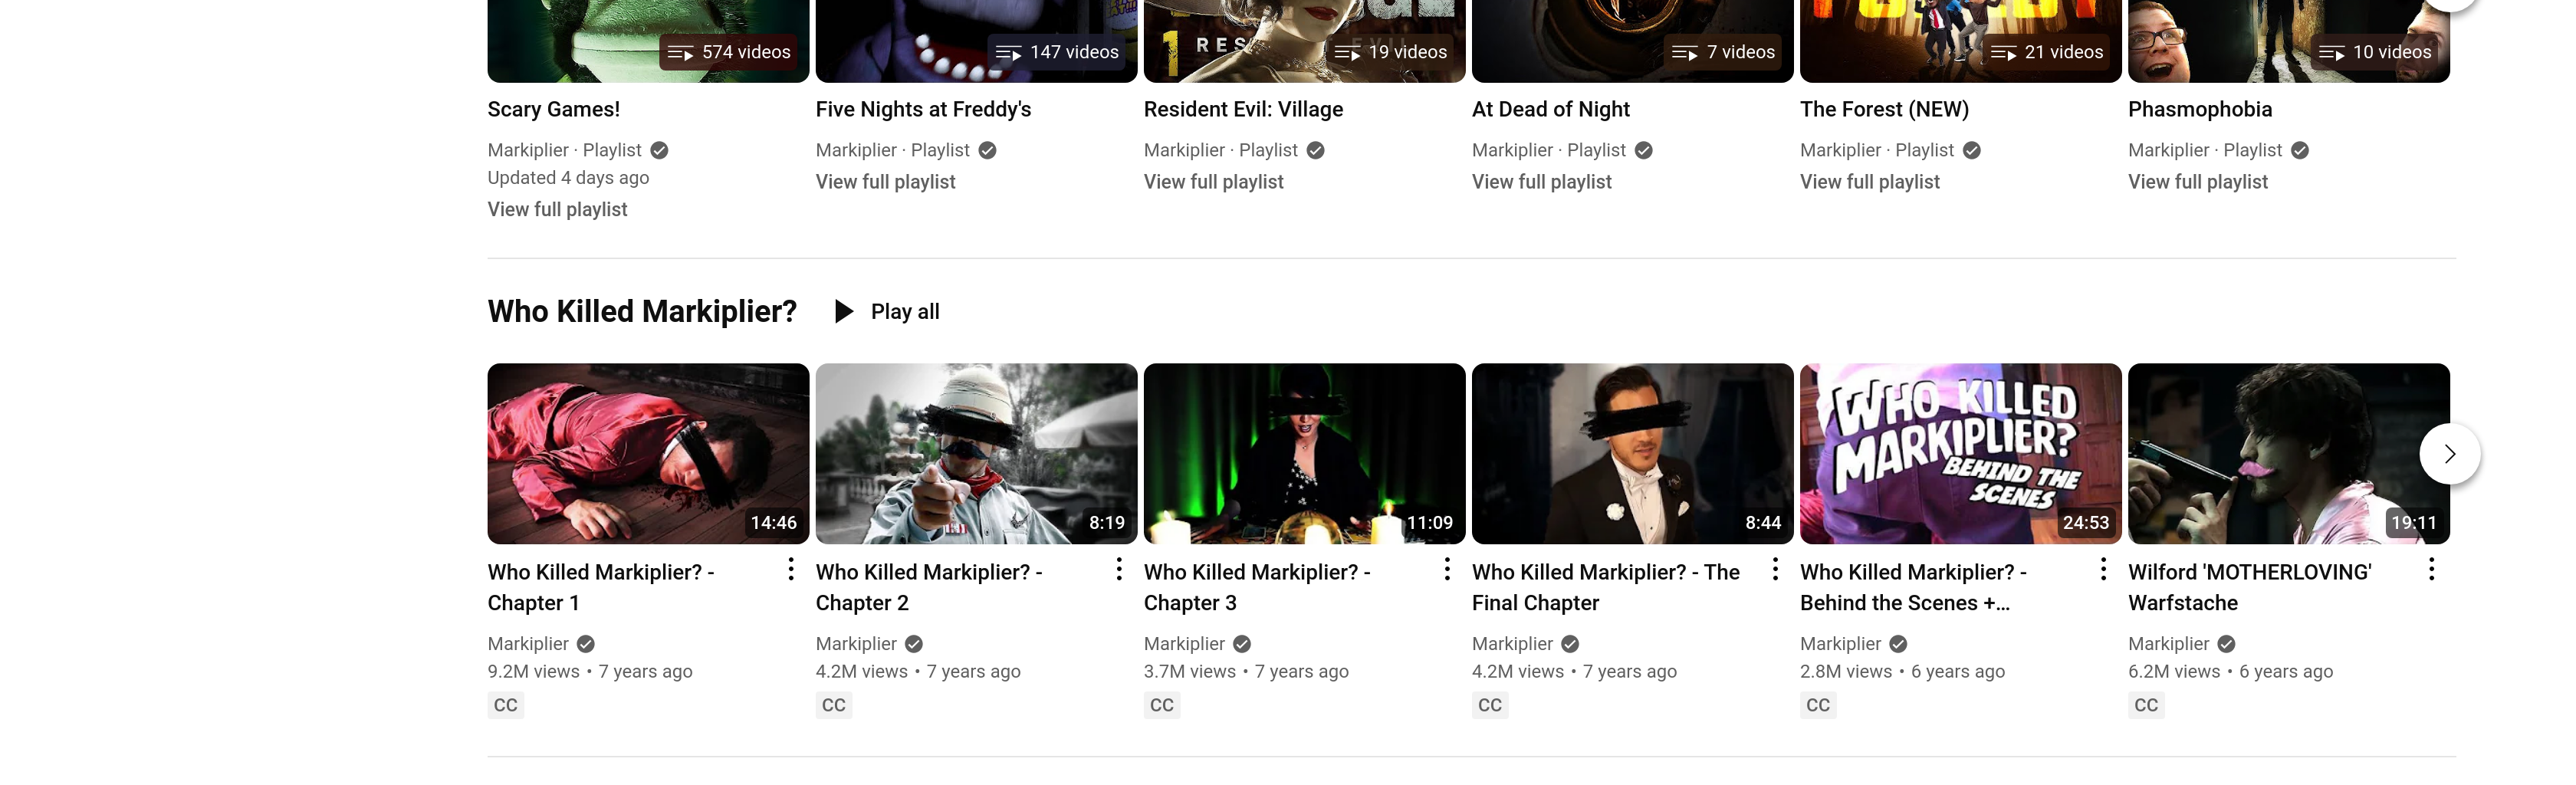 574 videos
147 videos
1 RES
19 videos
7 videos
21 videos
10 videos
Scary Games!
Five Nights at Freddy's
Resident Evil: Village
At Dead of Night
The Forest (NEW)
Phasmophobia
Markiplier · Playlist
Markiplier · Playlist
Markiplier · Playlist
Markiplier · Playlist
Markiplier · Playlist
Markiplier · Playlist
Updated 4 days ago
View full playlist
View full playlist
View full playlist
View full playlist
View full playlist
View full playlist
Who Killed Markiplier?
Play all
WHO KILLED
MARKIPLIER?
BEHIND THE
SCENES
14:46
8:19
11:09
8:44
24:53
19:11
Who Killed Markiplier? -
Chapter 1
Markiplier
9.2M views • 7 years ago
CC
Who Killed Markiplier? -
Chapter 2
Markiplier
4.2M views • 7 years ago
CC
Who Killed Markiplier? -
Chapter 3
Markiplier
3.7M views • 7 years ago
CC
Who Killed Markiplier? - The
Final Chapter
Markiplier
4.2M views • 7 years ago
CC
Who Killed Markiplier? -
Behind the Scenes +...
Markiplier
2.8M views • 6 years ago
CC
Wilford 'MOTHERLOVING'
Warfstache
Markiplier
6.2M views • 6 years ago
CC